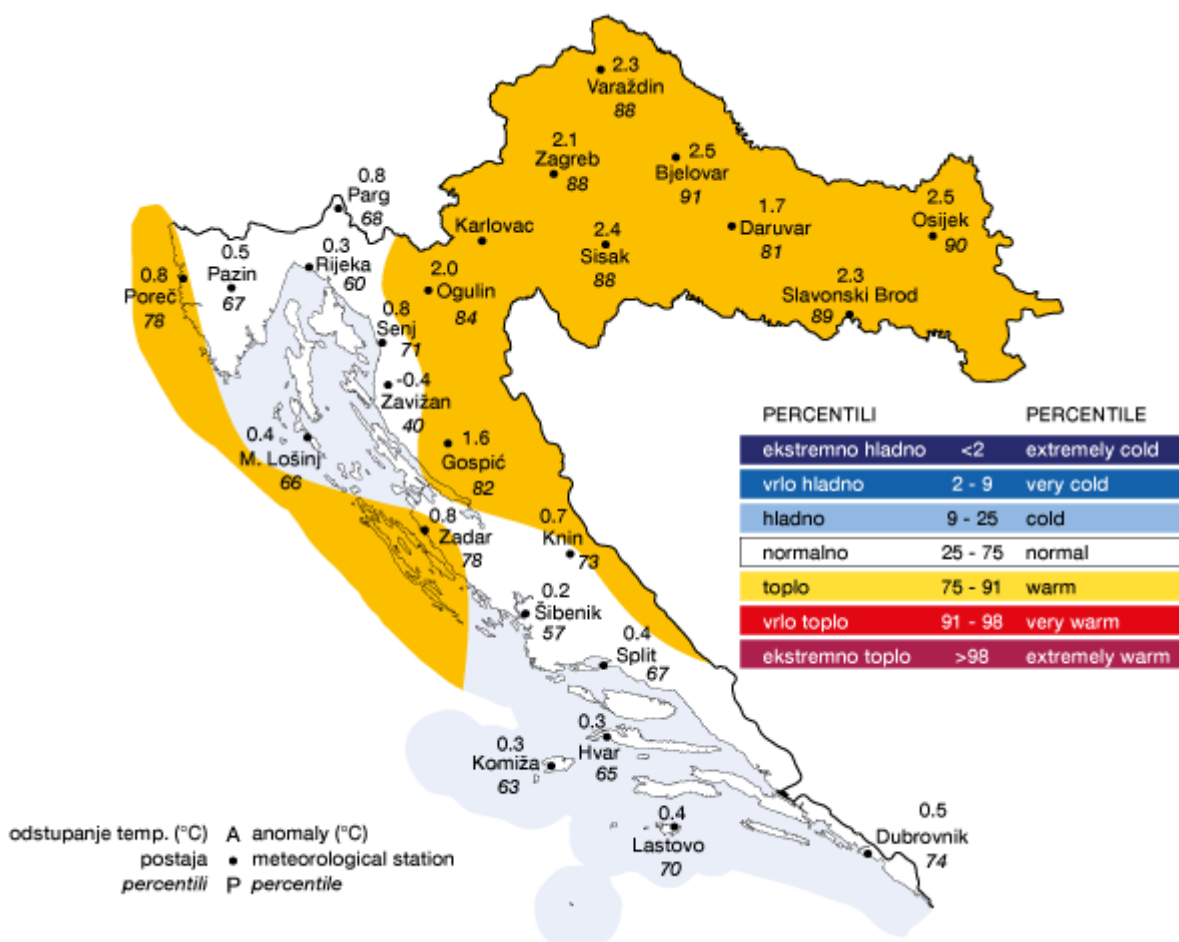 2.3
Varaždin
88
2.1
Zagreb
88
2.5
Bjelovar
91
0.8
Parg
68
Karlovac
2.4
Sisak
88
1.7
Daruvar
81
2.5
Osijek
90
0.5
Pazin
67
0.3
Rijeka
60
0.8
Poreč
78
2.0
Ogulin
84
2.3
Slavonski Brod
89
0.8
Senj
71
-0.4
Zavižan
40
0.4
M. Lošinj
66
1.6
Gospić
82
0.8
Zadar
78
0.7
Knin
73
0.2
Šibenik
57
0.4
Split
67
0.3
Hvar
65
0.3
Komiža
63
0.4
Lastovo
70
0.5
Dubrovnik
74
PERCENTILI PERCENTILE
ekstremno hladno <2 extremely cold
vrlo hladno 2 - 9 very cold
hladno 9 - 25 cold
normalno 25 - 75 normal
toplo 75 - 91 warm
vrlo toplo 91 - 98 very warm
ekstremno toplo >98 extremely warm
odstupanje temp. (°C) A anomaly (°C)
postaja • meteorological station
percentili P percentile